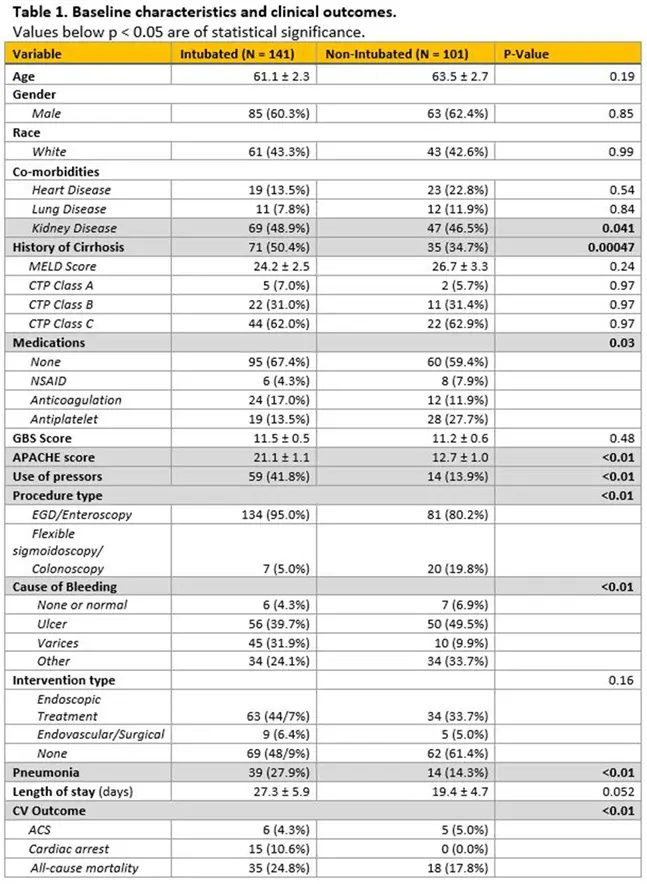 Table 1. Baseline characteristics and clinical outcomes.
Values below p < 0.05 are of statistical significance.
Variable Intubated (N = 141) Non-Intubated (N = 101) P-Value
Age 61.1 ± 2.3 63.5 ± 2.7 0.19
Gender
Male 85 (60.3%) 63 (62.4%) 0.85
Race
White 61 (43.3%) 43 (42.6%) 0.99
Co-morbidities
Heart Disease 19 (13.5%) 23 (22.8%) 0.54
Lung Disease 11 (7.8%) 12 (11.9%) 0.84
Kidney Disease 69 (48.9%) 47 (46.5%) 0.041
History of Cirrhosis 71 (50.4%) 35 (34.7%) 0.00047
MELD Score 24.2 ± 2.5 26.7 ± 3.3 0.24
CTP Class A 5 (7.0%) 2 (5.7%) 0.97
CTP Class B 22 (31.0%) 11 (31.4%) 0.97
CTP Class C 44 (62.0%) 22 (62.9%) 0.97
Medications 0.03
None 95 (67.4%) 60 (59.4%)
NSAID 6 (4.3%) 8 (7.9%)
Anticoagulation 24 (17.0%) 12 (11.9%)
Antiplatelet 19 (13.5%) 28 (27.7%)
GBS Score 11.5 ± 0.5 11.2 ± 0.6 0.48
APACHE score 21.1 ± 1.1 12.7 ± 1.0 <0.01
Use of pressors 59 (41.8%) 14 (13.9%) <0.01
Procedure type <0.01
EGD/Enteroscopy 134 (95.0%) 81 (80.2%)
Flexible
sigmoidoscopy/
Colonoscopy 7 (5.0%) 20 (19.8%)
Cause of Bleeding <0.01
None or normal 6 (4.3%) 7 (6.9%)
Ulcer 56 (39.7%) 50 (49.5%)
Varices 45 (31.9%) 10 (9.9%)
Other 34 (24.1%) 34 (33.7%)
Intervention type 0.16
Endoscopic
Treatment 63 (44/7%) 34 (33.7%)
Endovascular/Surgical 9 (6.4%) 5 (5.0%)
None 69 (48/9%) 62 (61.4%)
Pneumonia 39 (27.9%) 14 (14.3%) <0.01
Length of stay (days) 27.3 ± 5.9 19.4 ± 4.7 0.052
CV Outcome <0.01
ACS 6 (4.3%) 5 (5.0%)
Cardiac arrest 15 (10.6%) 0 (0.0%)
All-cause mortality 35 (24.8%) 18 (17.8%)